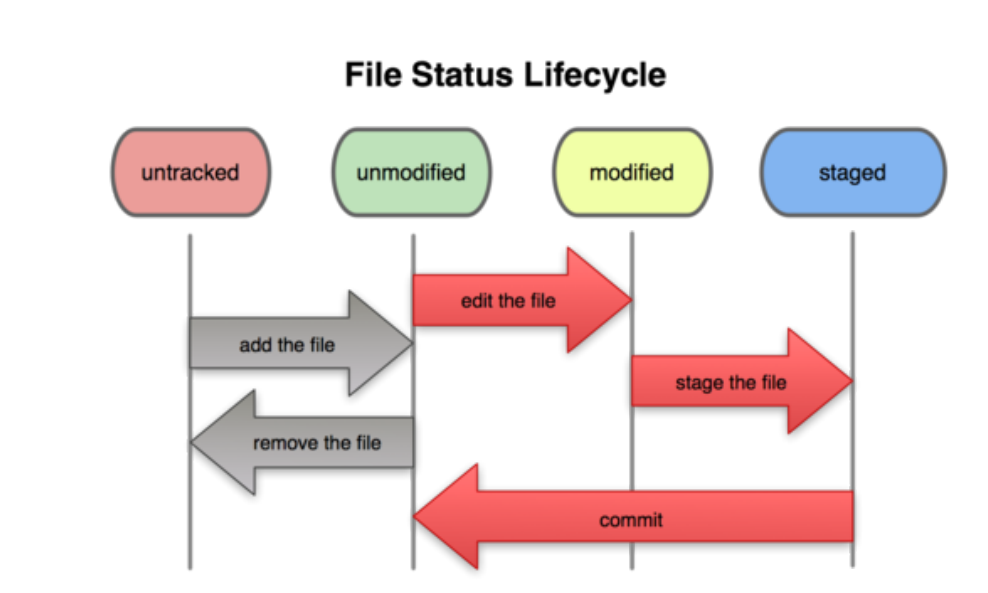 File Status Lifecycle
untracked
unmodified
modified
staged
edit the file
add the file
stage the file
remove the file
commit